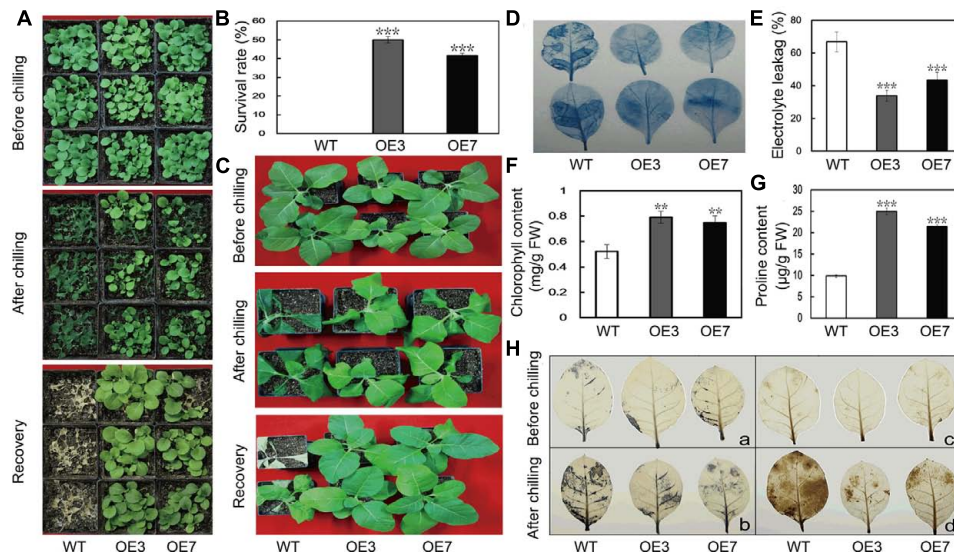 A
Before chilling
After chilling
Recovery
WT OE3 OE7
B
Survival rate (%)
60
50
40
30
20
10
0
*** ***
WT OE3 OE7
C
Before chilling
After chilling
Recovery
WT OE3 OE7
D
WT OE3 OE7
E
Electrolyte leakag (%)
80
60
40
20
0
*** ***
WT OE3 OE7
F
Chlorophyll content
(mg/g FW)
1
0.8
0.6
0.4
0.2
0
** **
WT OE3 OE7
G
Proline content
(µg/g FW)
30
25
20
15
10
5
0
*** ***
WT OE3 OE7
H
Before chilling
After chilling
a
c
b
d
WT OE3 OE7 WT OE3 OE7